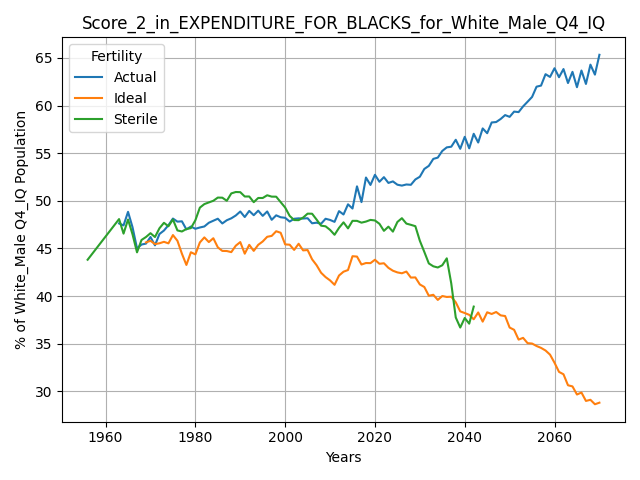 Score_2_in_EXPENDITURE_FOR_BLACKS_for_White_Male_Q4_IQ
Fertility
Actual
Ideal
Sterile
% of White_Male Q4_IQ Population
65
60
55
50
45
40
35
30
1960 1980 2000 2020 2040 2060
Years